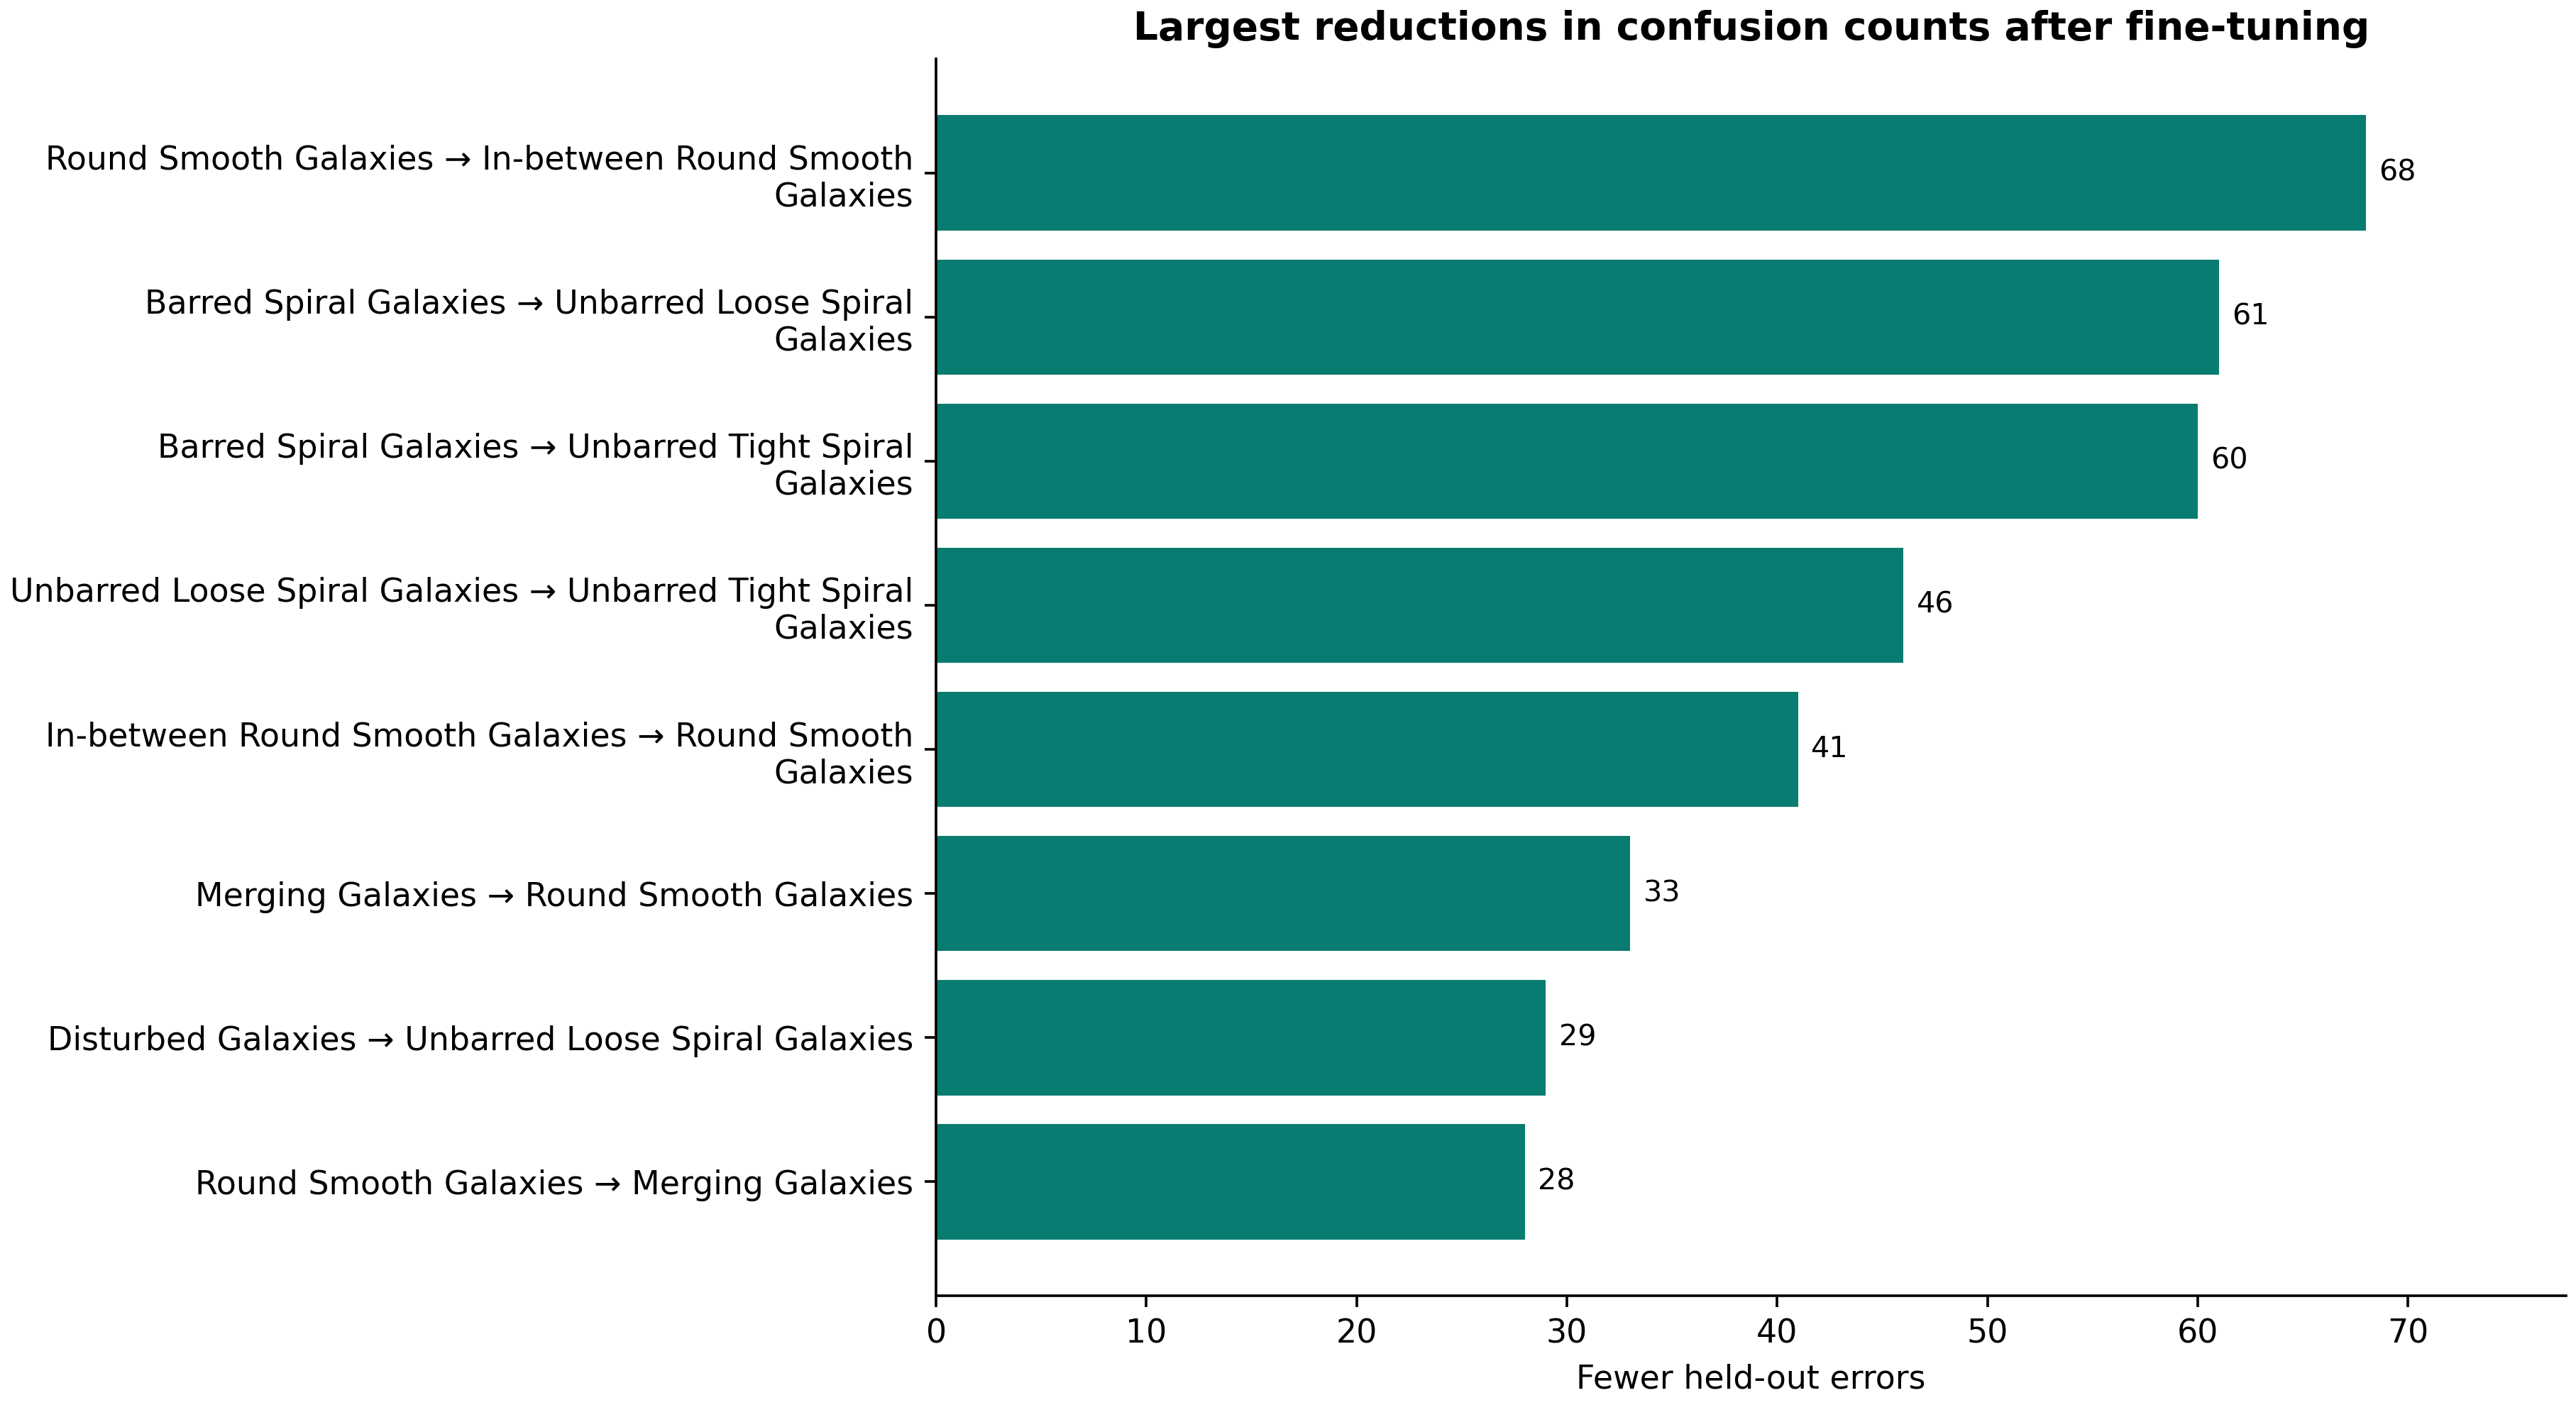 Largest reductions in confusion counts after fine-tuning
Round Smooth Galaxies → In-between Round Smooth
Galaxies
68
Barred Spiral Galaxies → Unbarred Loose Spiral
Galaxies
61
Barred Spiral Galaxies → Unbarred Tight Spiral
Galaxies
60
Unbarred Loose Spiral Galaxies → Unbarred Tight Spiral
Galaxies
46
In-between Round Smooth Galaxies → Round Smooth
Galaxies
41
Merging Galaxies → Round Smooth Galaxies
33
Disturbed Galaxies → Unbarred Loose Spiral Galaxies
29
Round Smooth Galaxies → Merging Galaxies
28
0 10 20 30 40 50 60 70
Fewer held-out errors